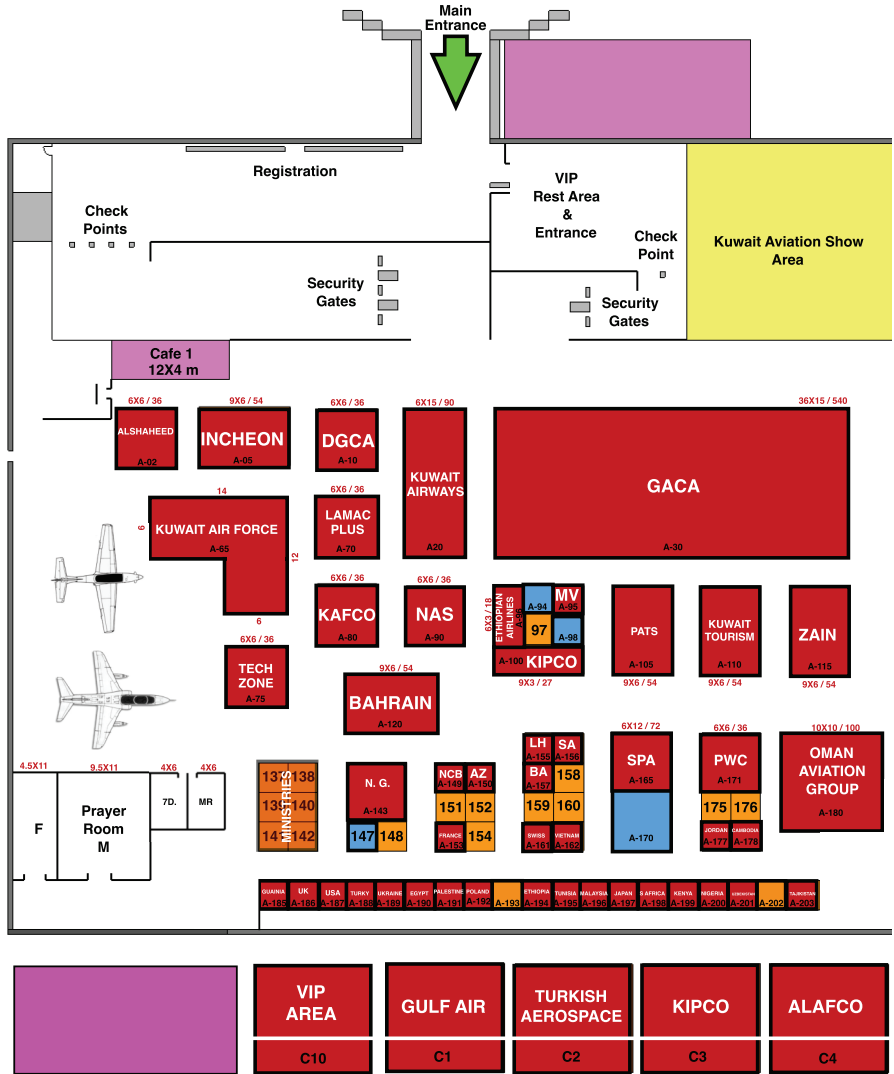 Main
Entrance
Registration
VIP
Rest Area
&
Entrance
Check
Points
Check
Point
Kuwait Aviation Show
Area
Security
Gates
Security
Gates
Cafe 1
12X4 m
6X6 / 36
9X6 / 54
6X6 / 36
6X15 / 90
36X15 / 540
ALSHAHEED
A-02
INCHEON
A-05
DGCA
A-10
KUWAIT
AIRWAYS
A20
GACA
A-30
14
6
KUWAIT AIR FORCE
A-65
12
6
6X6 / 36
LAMAC
PLUS
A-70
6X6 / 36
KAFCO
A-80
6X6 / 36
NAS
A-90
6X3 / 18
ETHIOPIAN
AIRLINES
A-94
MV
A-95
97
A-98
A-100 KIPCO
9X3 / 27
PATS
A-105
9X6 / 54
KUWAIT
TOURISM
A-110
9X6 / 54
ZAIN
A-115
9X6 / 54
6X6 / 36
TECH
ZONE
A-75
9X6 / 54
BAHRAIN
A-120
4.5X11
9.5X11
4X6
4X6
F
Prayer
Room
M
7D.
MR
MINISTRIES
137 138
139 140
141 142
N. G.
A-143
147 148
NCB
A-149
AZ
A-150
151 152
FRANCE
A-153
154
LH
A-155
SA
A-156
BA
A-157
158
159 160
SWISS
A-161
VIETNAM
A-162
6X12 / 72
SPA
A-165
A-170
6X6 / 36
PWC
A-171
175 176
JORDAN
A-177
CAMBODIA
A-178
10X10 / 100
OMAN
AVIATION
GROUP
A-180
GUAINIA
A-185
UK
A-186
USA
A-187
TURKY
A-188
UKRAINE
A-189
EGYPT
A-190
PALESTINE
A-191
POLAND
A-192
A-193
ETHIOPIA
A-194
TUNISIA
A-195
MALAYSIA
A-196
JAPAN
A-197
S AFRICA
A-198
KENYA
A-199
NIGERIA
A-200
A-201
A-202
TAJIKISTAN
A-203
VIP
AREA
C10
GULF AIR
C1
TURKISH
AEROSPACE
C2
KIPCO
C3
ALAFCO
C4